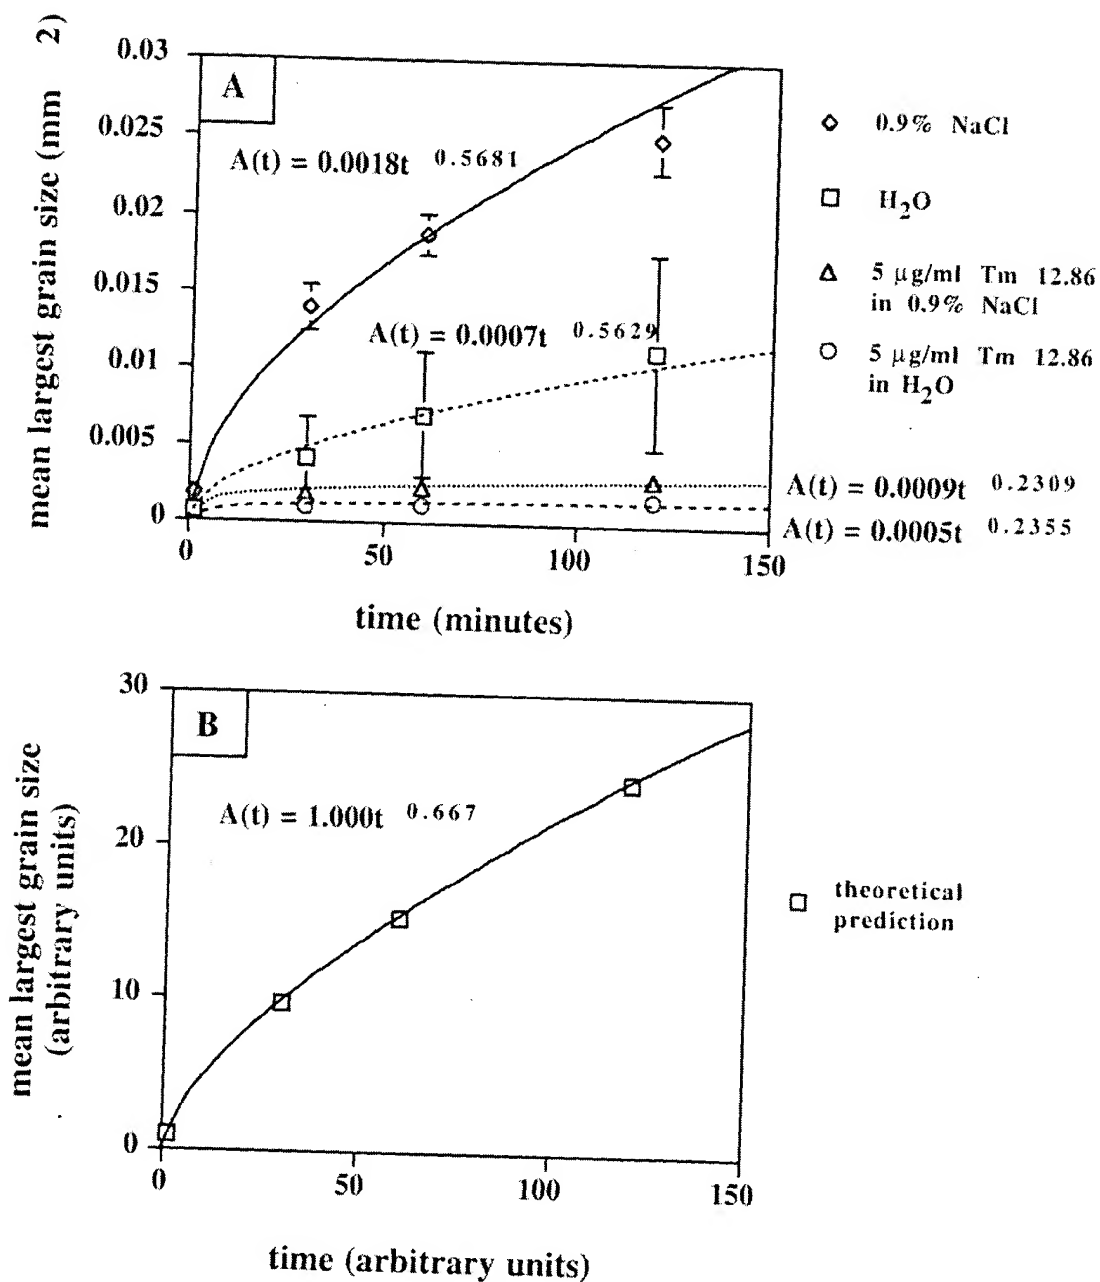 mean largest grain size (mm 2)
0.03
0.025
0.02
0.015
0.01
0.005
0
A
A(t) = 0.0018t 0.5681
A(t) = 0.0007t 0.5629
A(t) = 0.0009t 0.2309
A(t) = 0.0005t 0.2355
0 50 100 150
time (minutes)
0.9% NaCl
H2O
5 µg/ml Tm 12.86
in 0.9% NaCl
5 µg/ml Tm 12.86
in H2O
mean largest grain size
(arbitrary units)
30
20
10
0
B
A(t) = 1.000t 0.667
0 50 100 150
time (arbitrary units)
theoretical
prediction